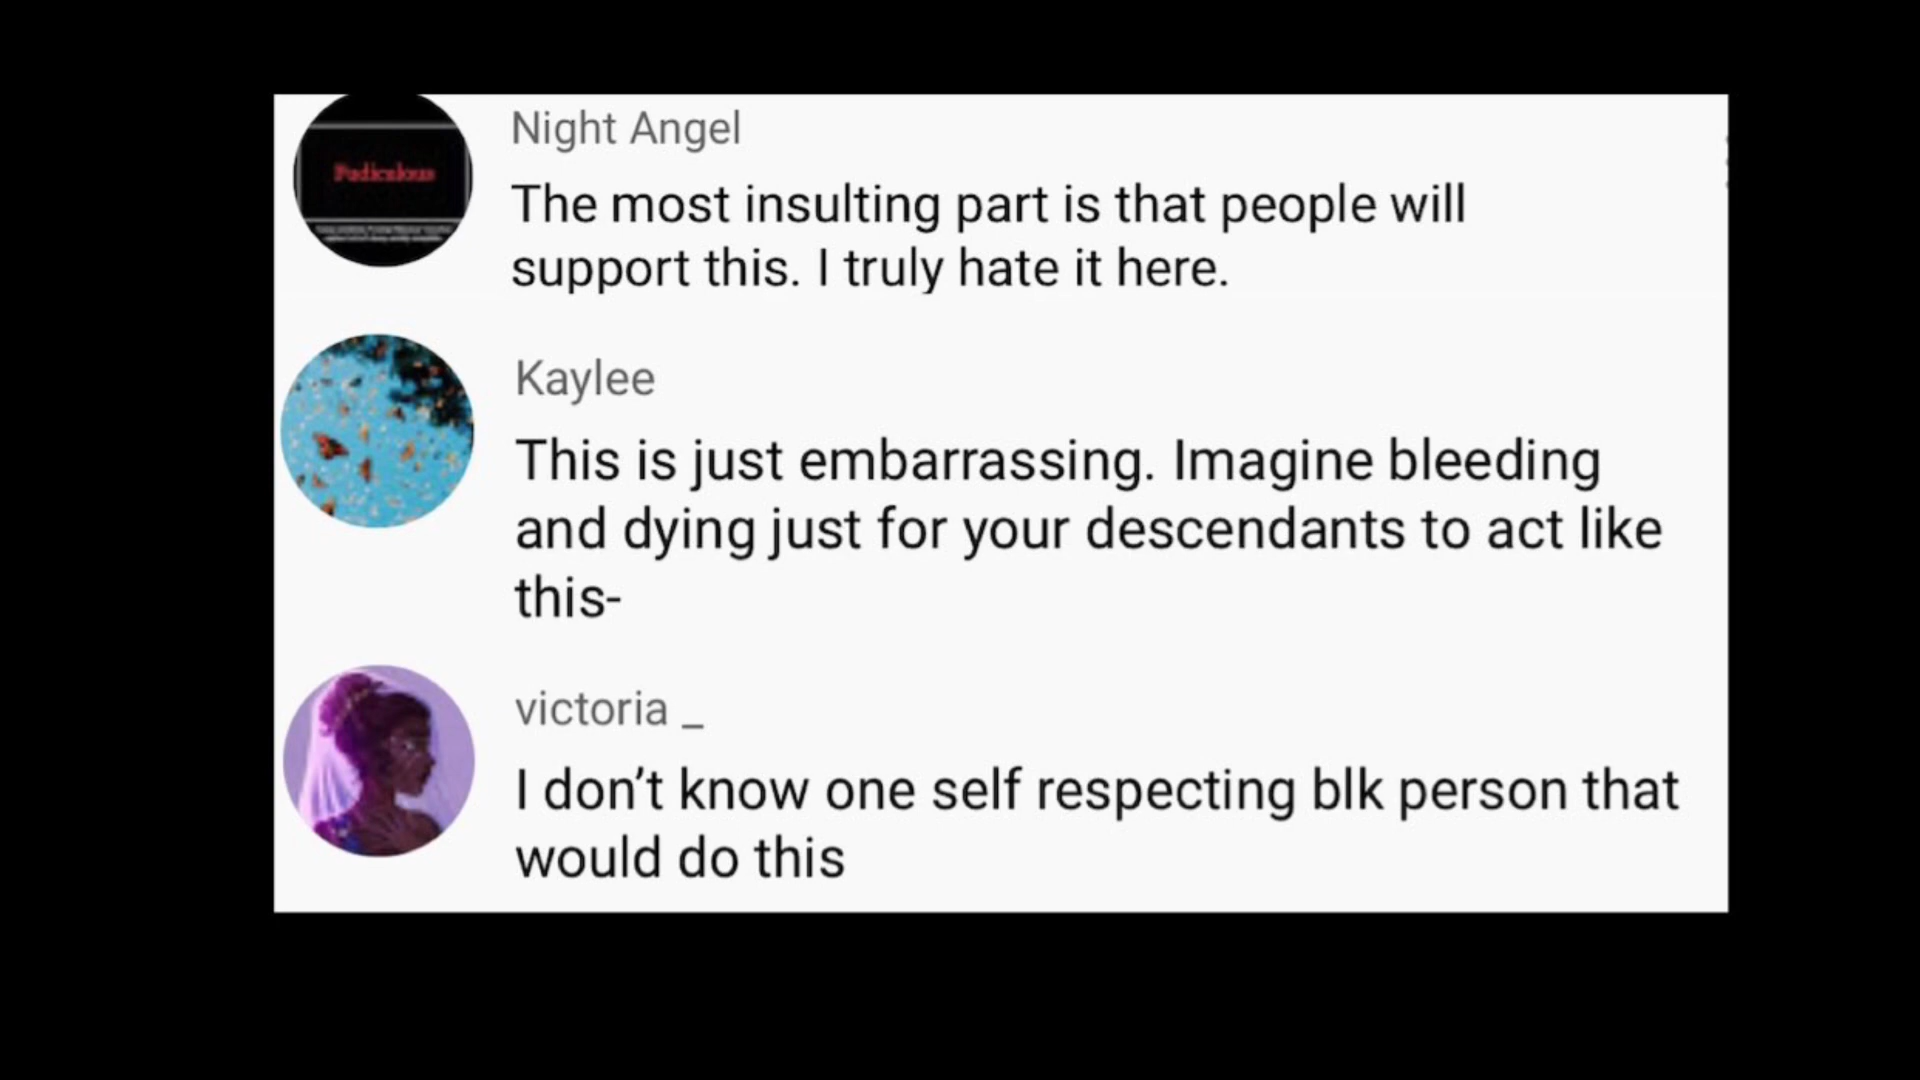 Night Angel
The most insulting part is that people will
support this. I truly hate it here.
Kaylee
This is just embarrassing. Imagine bleeding
and dying just for your descendants to act like
this-
victoria _
I don’t know one self respecting blk person that
would do this